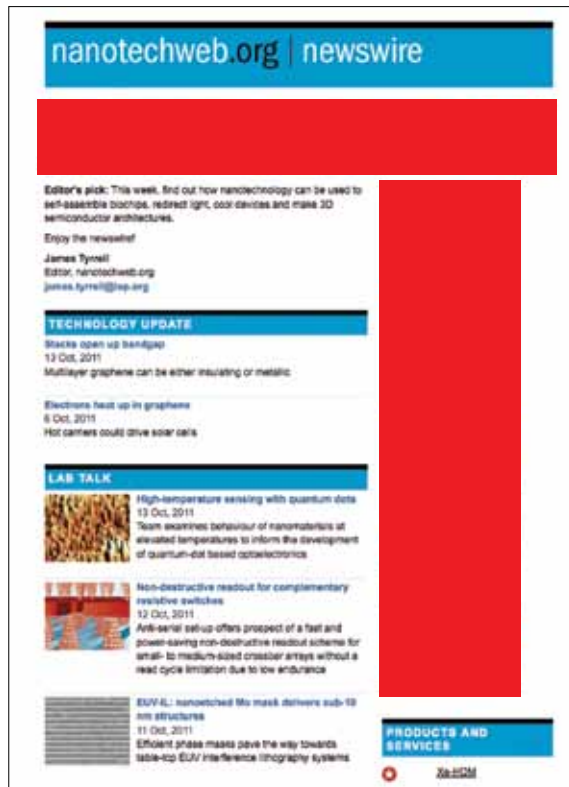 nanotechweb.org | newswire
Editor's pick: This week, find out how nanotechnology can be used to
self-assemble biochips, redirect light, cool devices and make 3D
semiconductor architectures.
Enjoy the newswire!
James Tyrrell
Editor, nanotechweb.org
james.tyrrell@iop.org
TECHNOLOGY UPDATE
Stacks open up bandgap
13 Oct, 2011
Multilayer graphene can be either insulating or metallic
Electrons heat up in graphene
6 Oct, 2011
Hot carriers could drive solar cells
LAB TALK
High-temperature sensing with quantum dots
13 Oct, 2011
Team examines behaviour of nanomaterials at
elevated temperatures to inform the development
of quantum-dot based optoelectronics
Non-destructive readout for complementary
resistive switches
12 Oct, 2011
Anti-serial set-up offers prospect of a fast and
power-saving non-destructive readout scheme for
small- to medium-sized crossbar arrays without a
read cycle limitation due to low endurance
EUV-IL: nanoetched Mo mask delivers sub-10
nm structures
11 Oct, 2011
Efficient phase masks pave the way towards
table-top EUV interference lithography systems
PRODUCTS AND
SERVICES